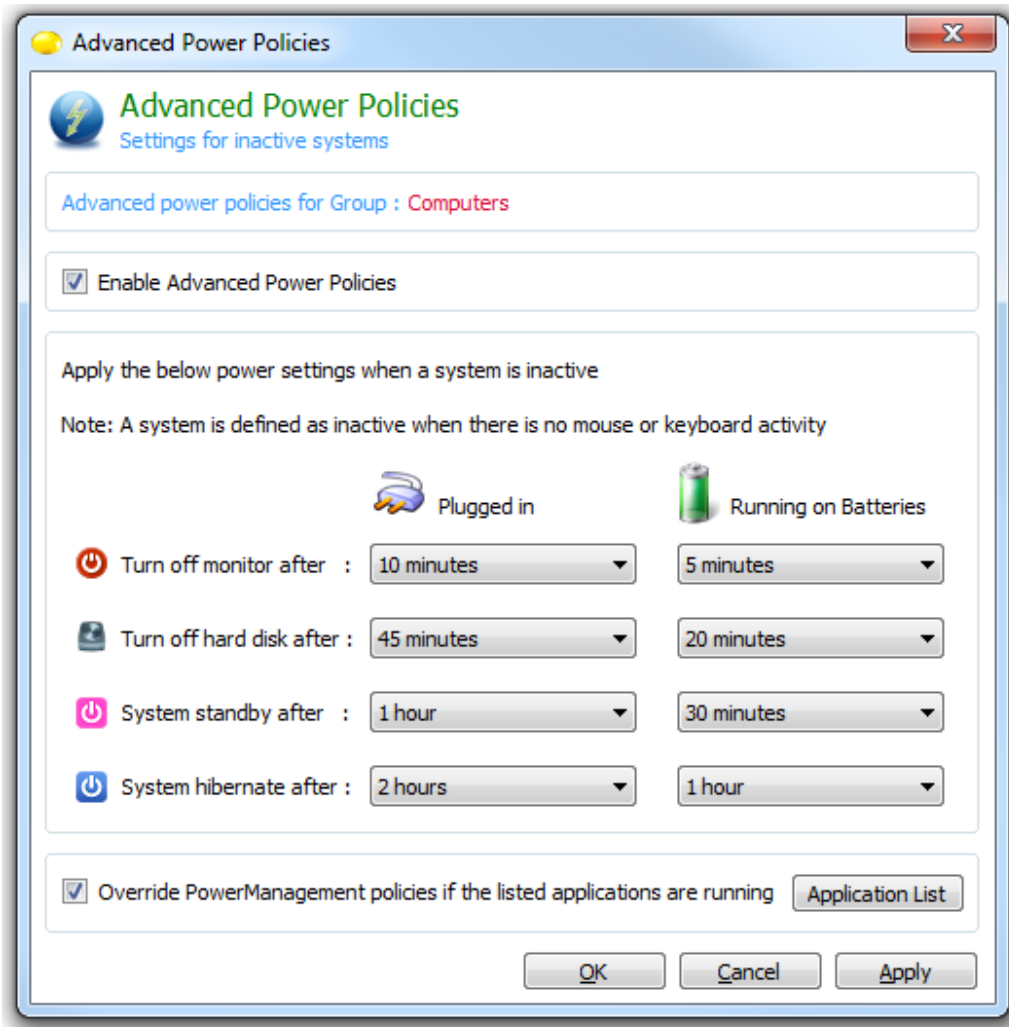 Advanced Power Policies
Advanced Power Policies
Settings for inactive systems
Advanced power policies for Group : Computers
Enable Advanced Power Policies
Apply the below power settings when a system is inactive
Note: A system is defined as inactive when there is no mouse or keyboard activity
Plugged in Running on Batteries
Turn off monitor after : 10 minutes 5 minutes
Turn off hard disk after : 45 minutes 20 minutes
System standby after : 1 hour 30 minutes
System hibernate after : 2 hours 1 hour
Override PowerManagement policies if the listed applications are running Application List
OK Cancel Apply